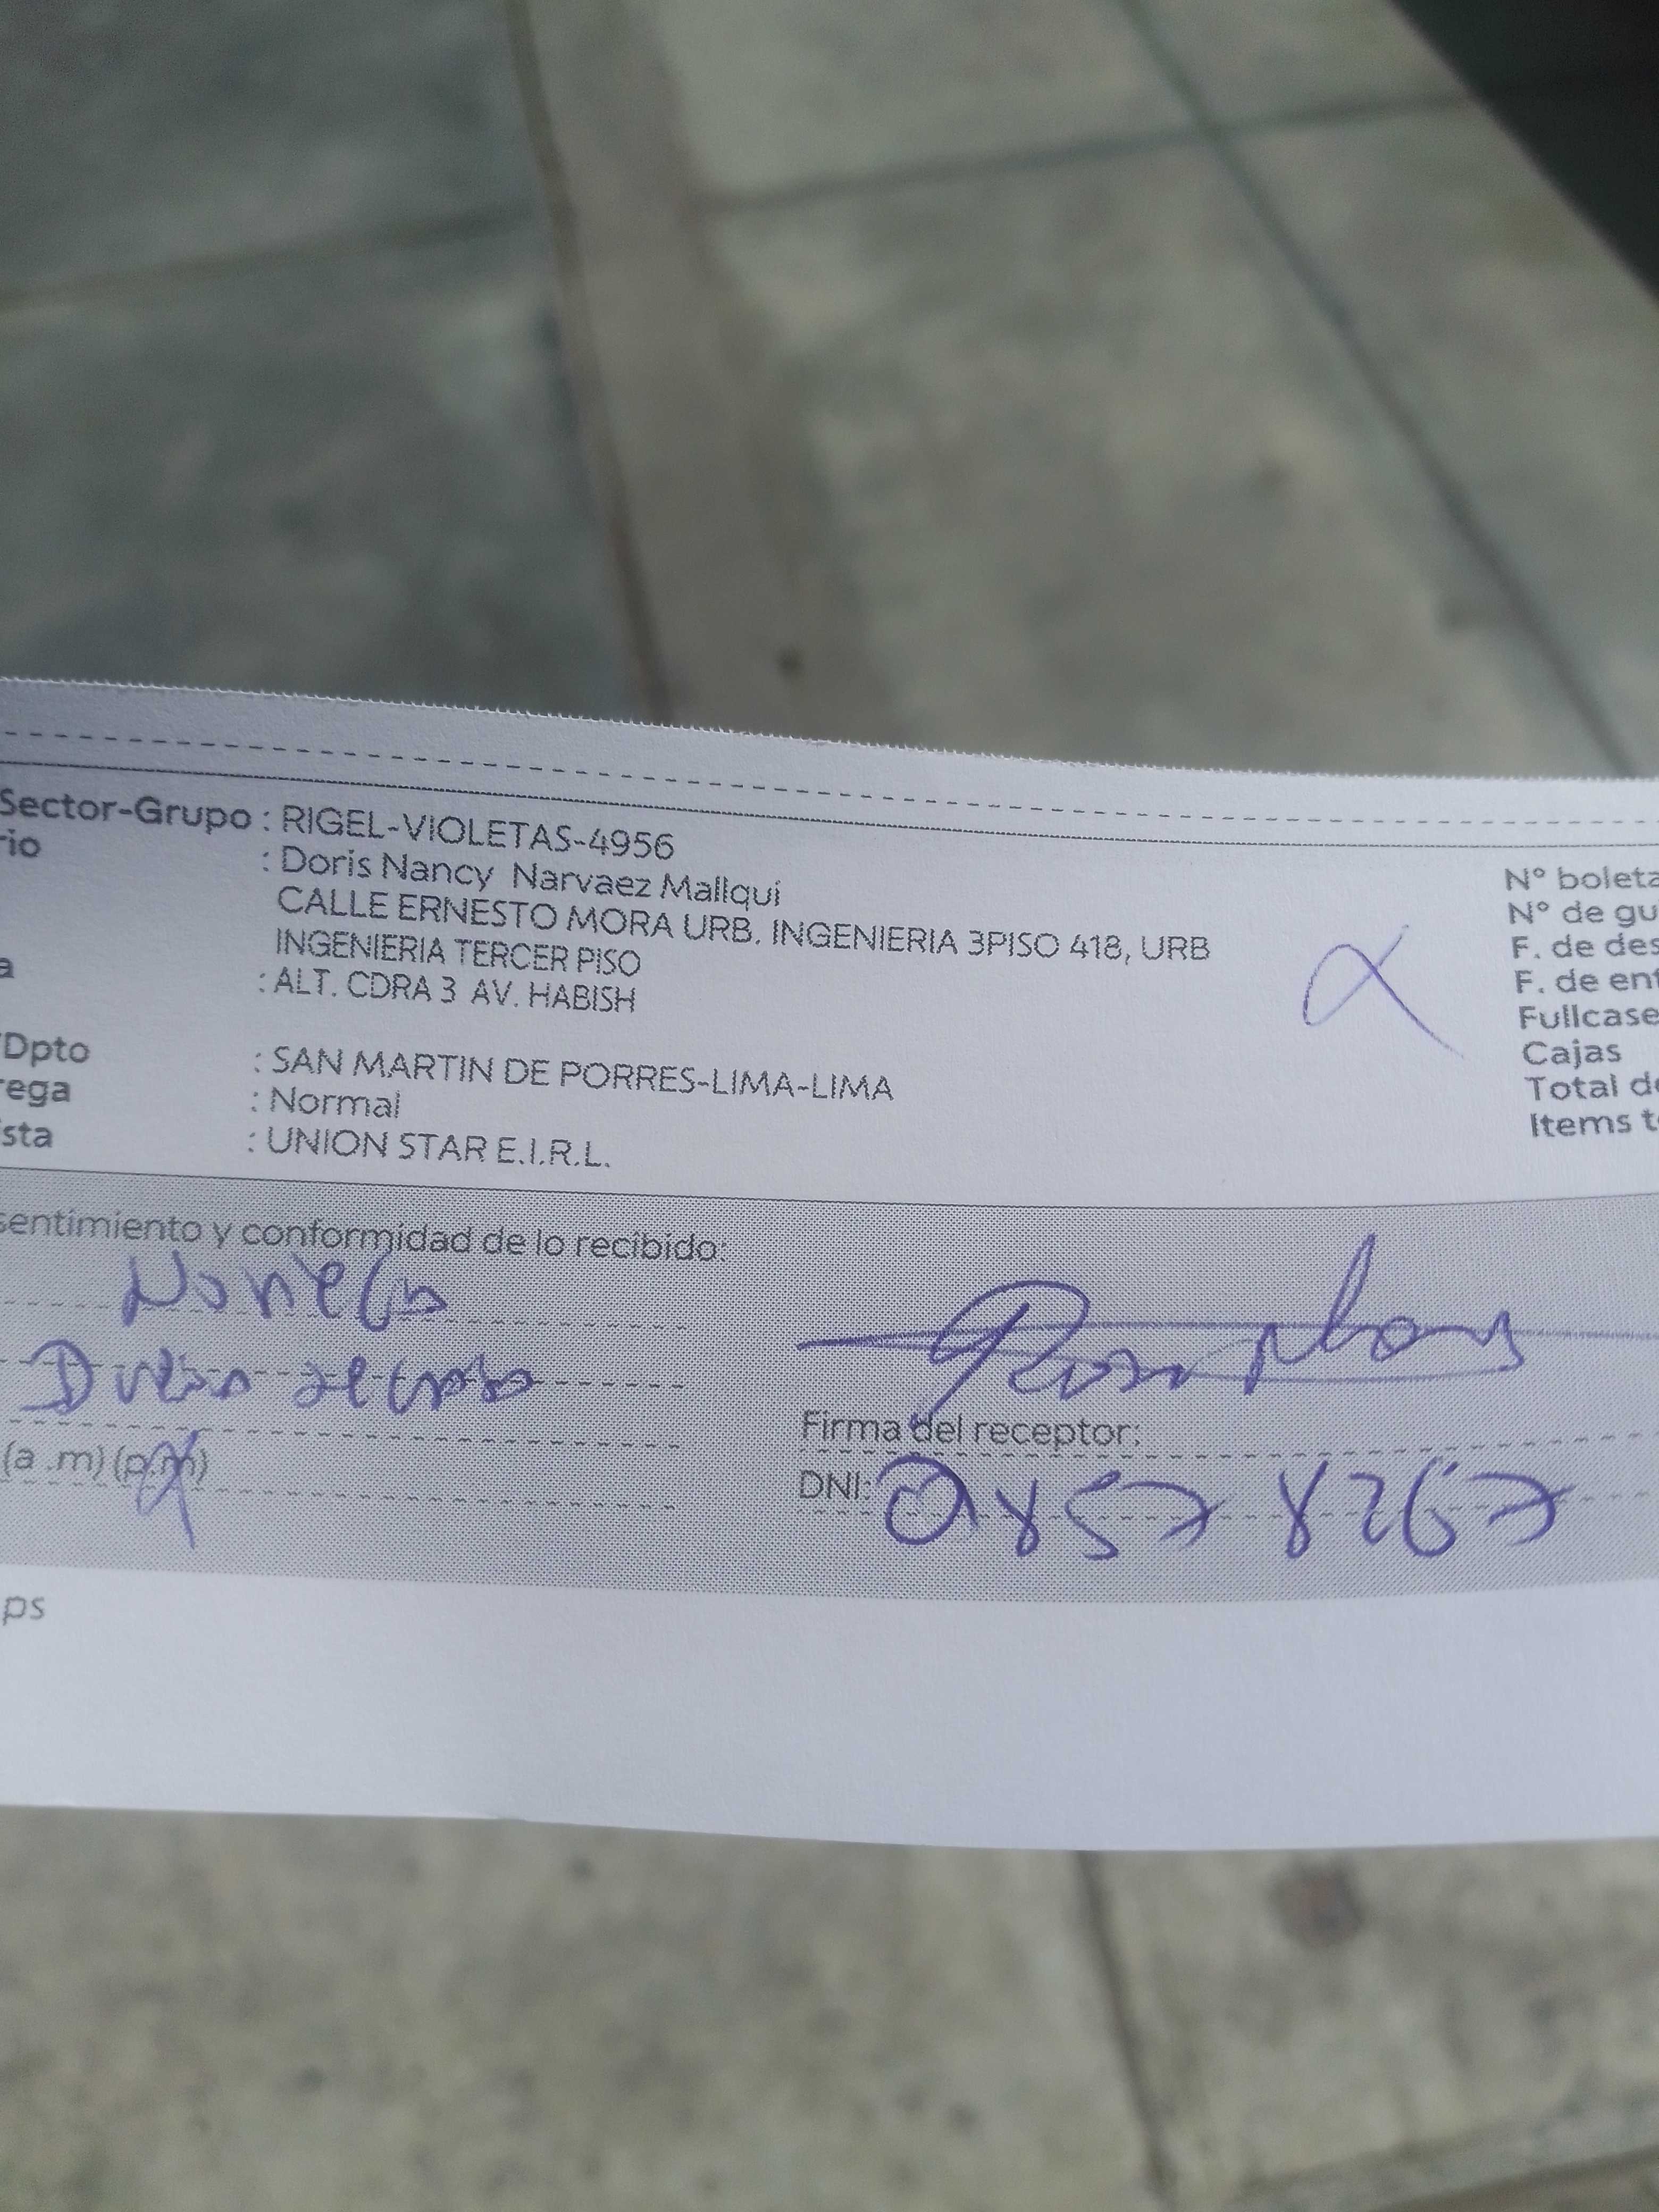 Sector-Grupo : RIGEL-VIOLETAS-4956
rio : Doris Nancy Narvaez Mallqui
CALLE ERNESTO MORA URB. INGENIERIA 3PISO 418, URB
INGENIERIA TERCER PISO
a : ALT. CDRA 3 AV. HABISH
Dpto : SAN MARTIN DE PORRES-LIMA-LIMA
rega : Normal
ista : UNION STAR E.I.R.L.
N° boleta
N° de gu
F. de des
F. de ent
Fullcase
Cajas
Total de
Items t
sentimiento y conformidad de lo recibido:
(a .m) (p.m)
Firma del receptor:
DNI:
ps